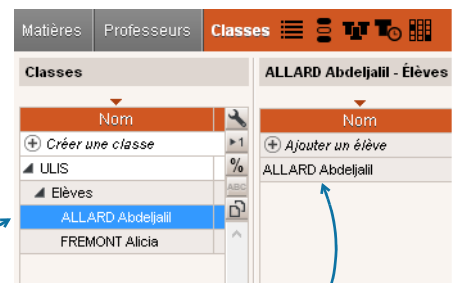 Matières Professeurs Classes
Classes
Nom
Créer une classe
ULIS
Elèves
ALLARD Abdeljalil
FREMONT Alicia
▸1
%
ABC
ALLARD Abdeljalil - Élèves
Nom
Ajouter un élève
ALLARD Abdeljalil